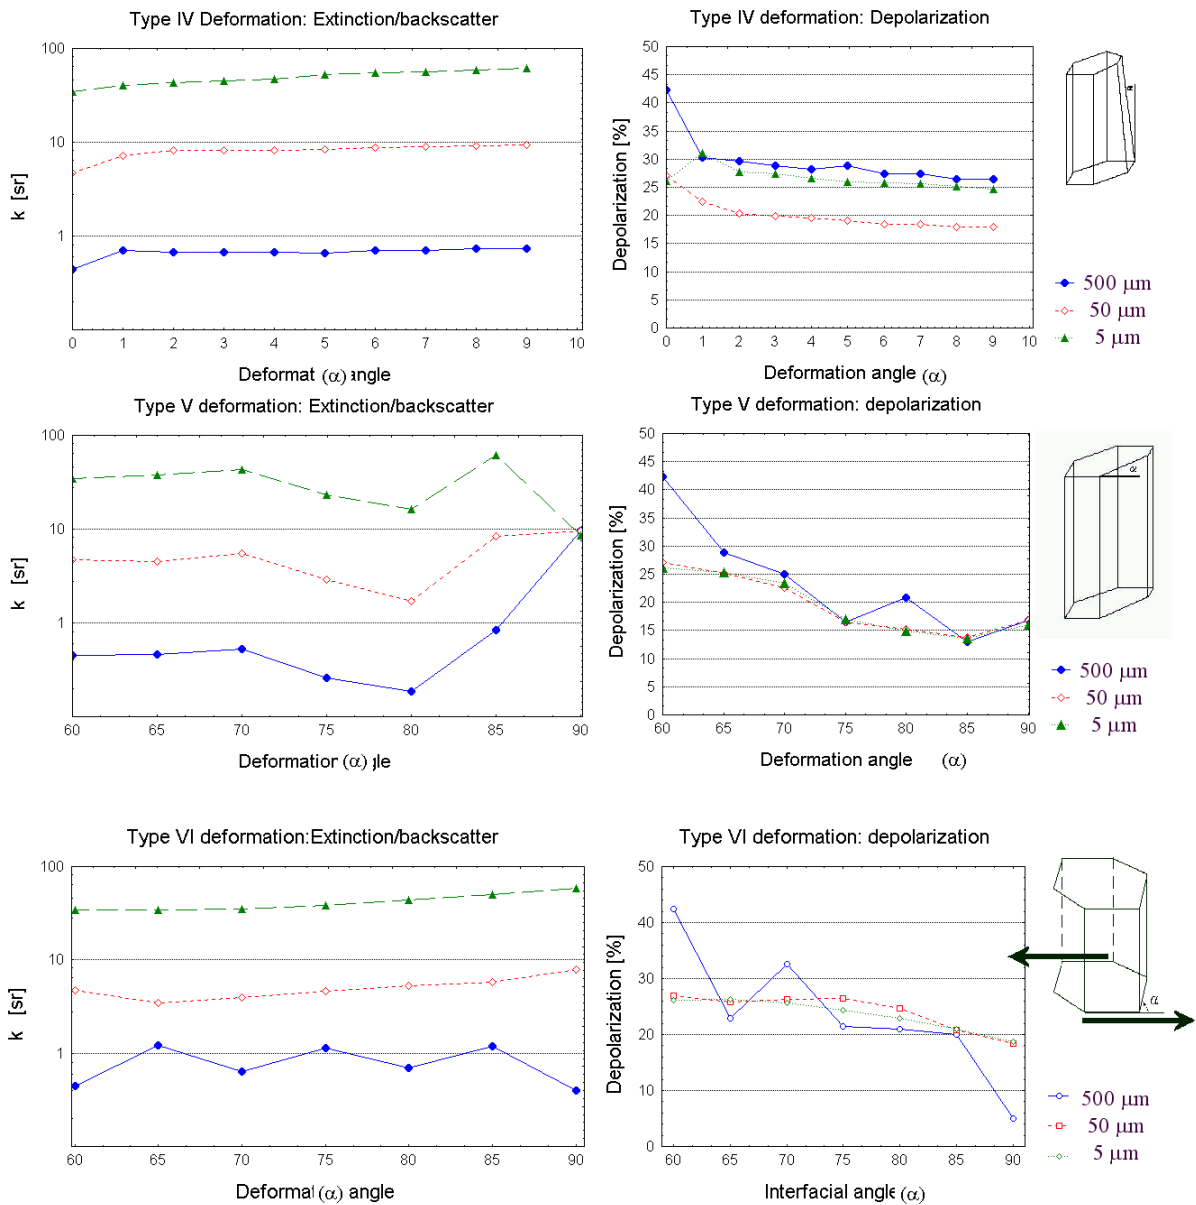 Type IV Deformation: Extinction/backscatter
100
10
1
k [sr]
0 1 2 3 4 5 6 7 8 9 10
Deformat (α) angle
Type IV deformation: Depolarization
50
45
40
35
30
25
20
15
10
5
0
Depolarization [%]
0 1 2 3 4 5 6 7 8 9 10
Deformation angle (α)
α
500 µm
50 µm
5 µm
Type V deformation: Extinction/backscatter
100
10
1
k [sr]
60 65 70 75 80 85 90
Deformation (α) gle
Type V deformation: depolarization
50
45
40
35
30
25
20
15
10
5
0
Depolarization [%]
60 65 70 75 80 85 90
Deformation angle (α)
α
500 µm
50 µm
5 µm
Type VI deformation:Extinction/backscatter
100
10
1
k [sr]
60 65 70 75 80 85 90
Deformat (α) angle
Type VI deformation: depolarization
50
40
30
20
10
0
Depolarization [%]
60 65 70 75 80 85 90
Interfacial angle (α)
α
500 µm
50 µm
5 µm